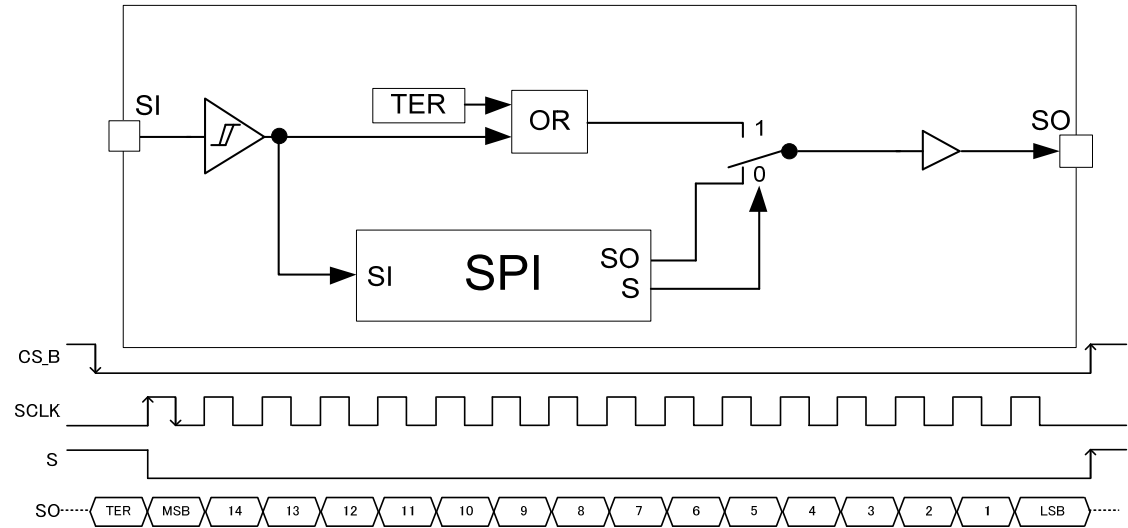 SI
TER
OR
1
SO
0
SI
SPI
SO
S
CS_B
SCLK
S
SO
TER MSB 14 13 12 11 10 9 8 7 6 5 4 3 2 1 LSB